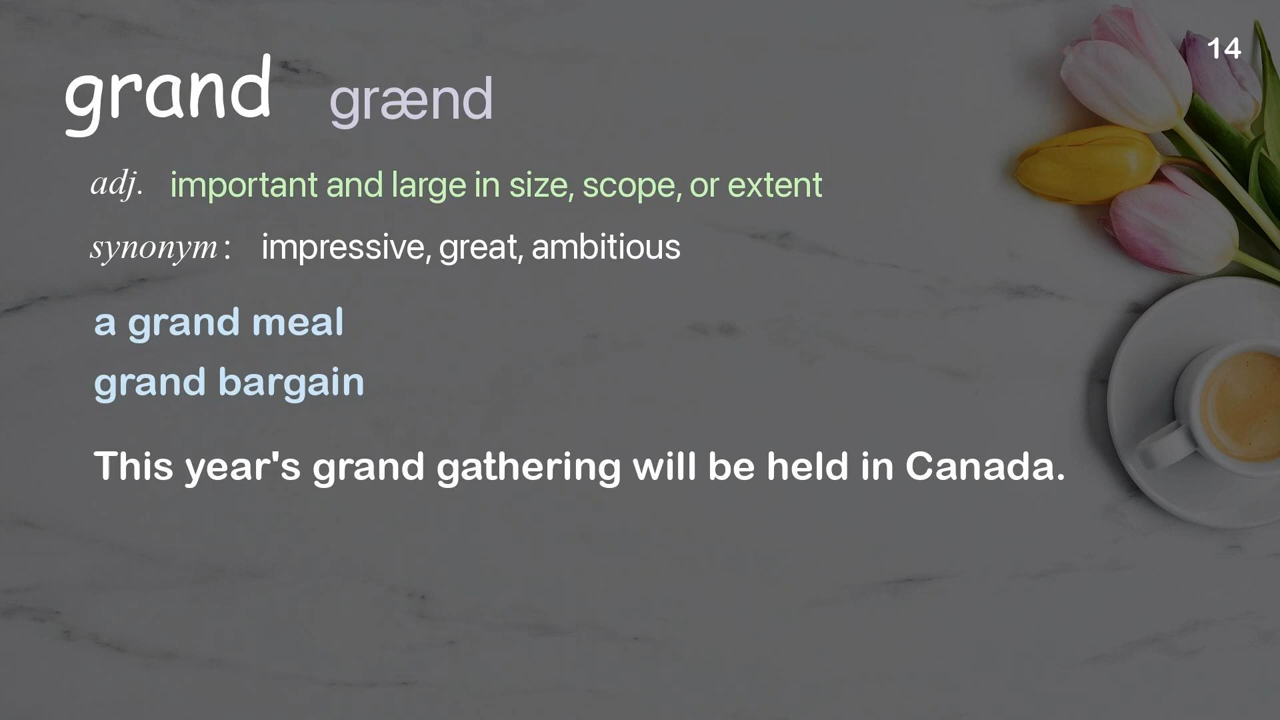 14
grand grænd
adj. important and large in size, scope, or extent
synonym: impressive, great, ambitious
a grand meal
grand bargain
This year's grand gathering will be held in Canada.